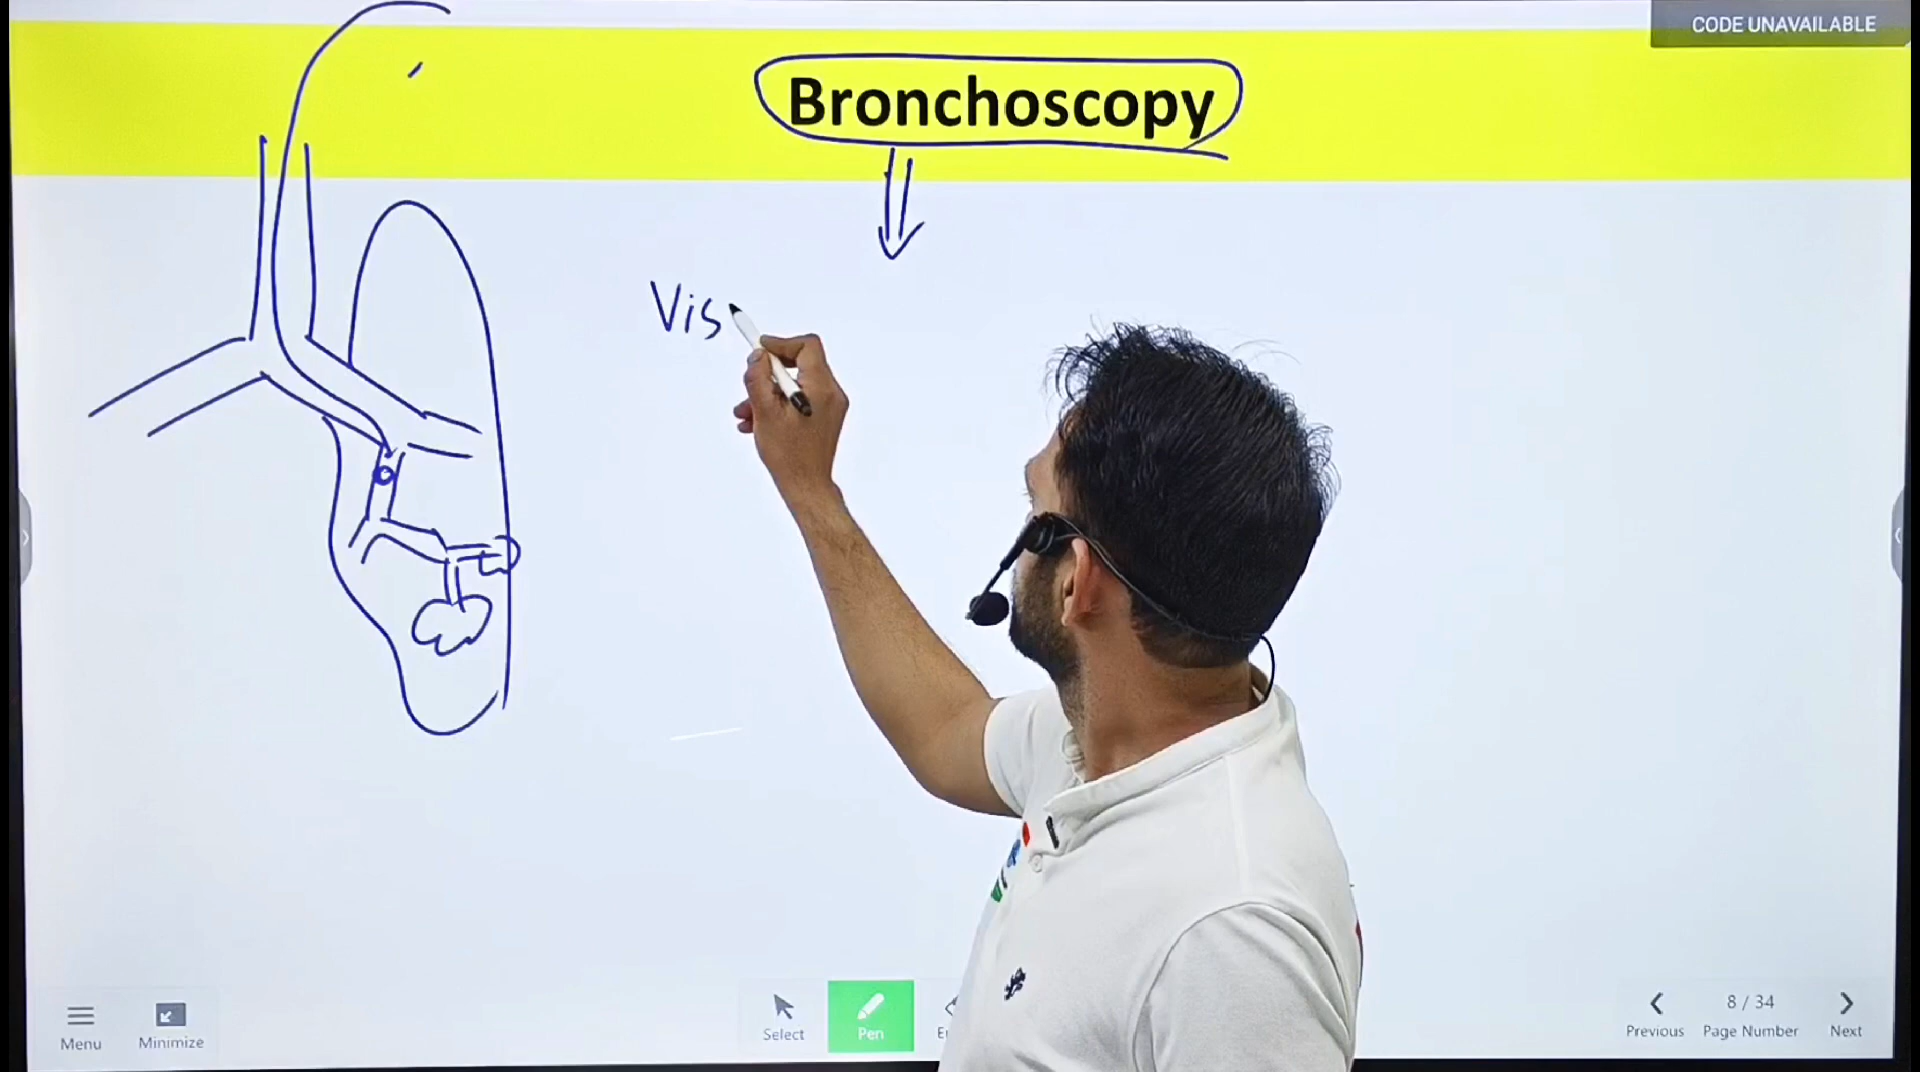 CODE UNAVAILABLE
Bronchoscopy
Vis
Select
Pen
Menu
Minimize
8 / 34
Previous
Page Number
Next